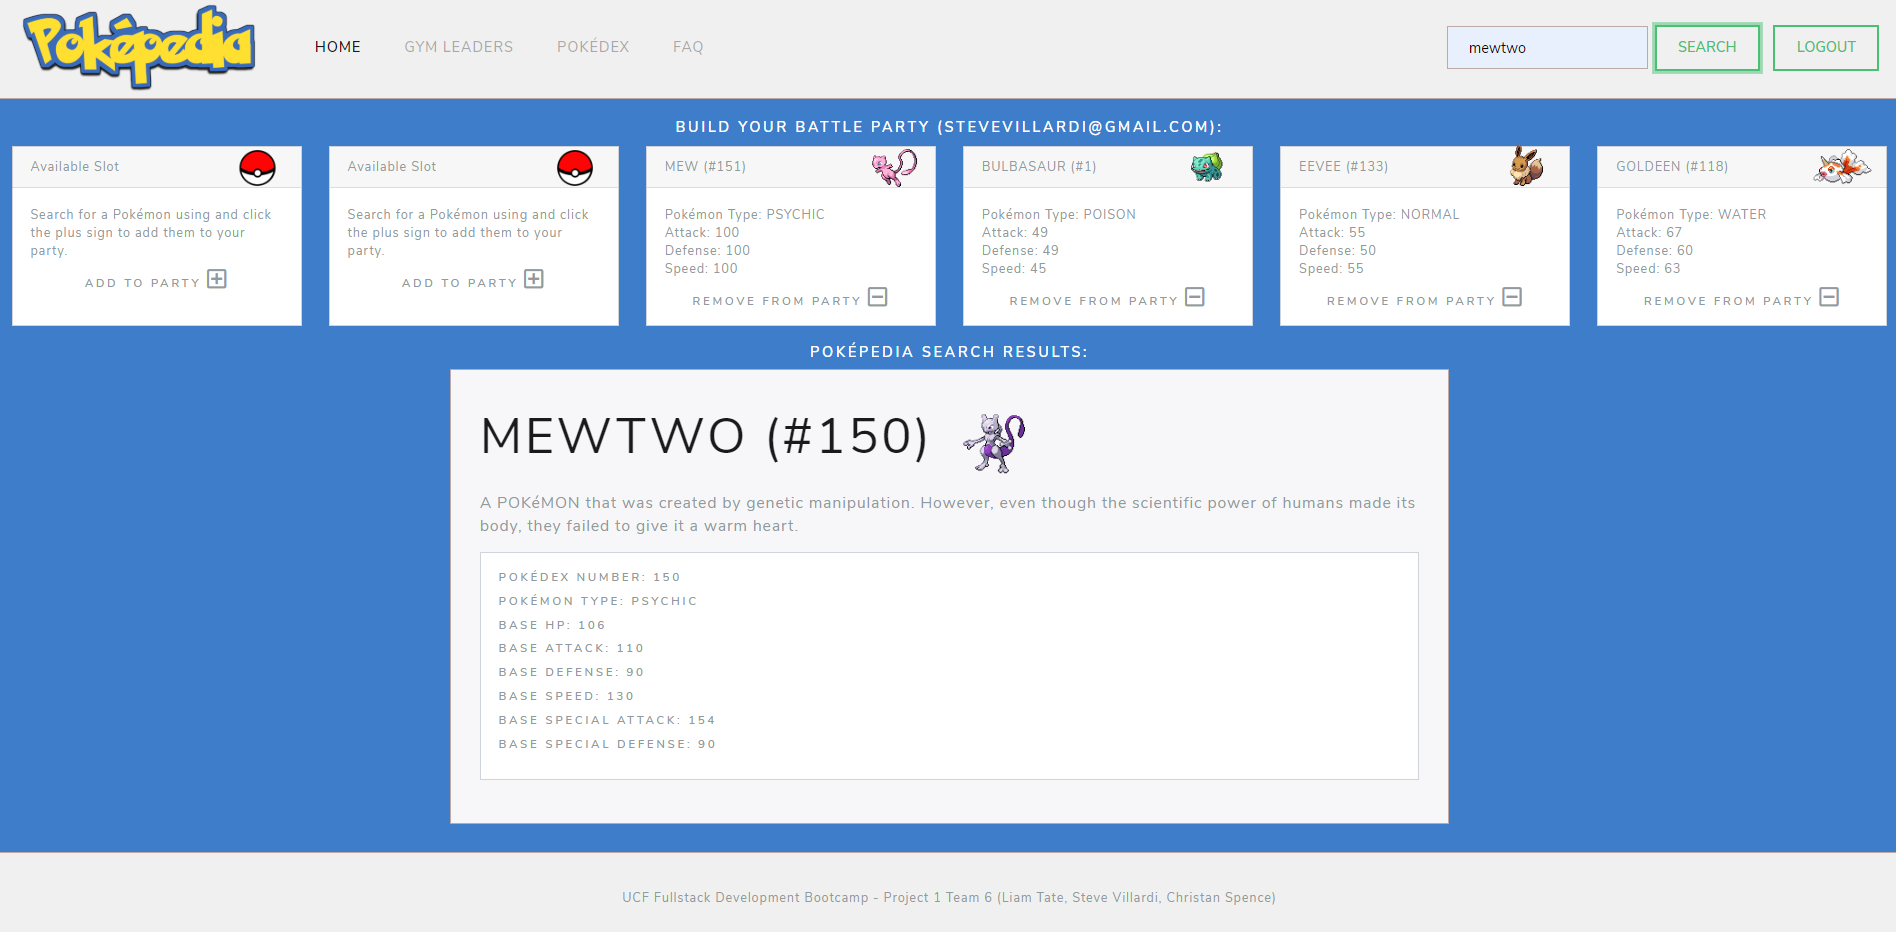 Poképedia
HOME
GYM LEADERS
POKÉDEX
FAQ
mewtwo
SEARCH
LOGOUT
BUILD YOUR BATTLE PARTY (STEVEVILLARDI@GMAIL.COM):
Available Slot
Search for a Pokémon using and click
the plus sign to add them to your
party.
ADD TO PARTY
Available Slot
Search for a Pokémon using and click
the plus sign to add them to your
party.
ADD TO PARTY
MEW (#151)
Pokémon Type: PSYCHIC
Attack: 100
Defense: 100
Speed: 100
REMOVE FROM PARTY
BULBASAUR (#1)
Pokémon Type: POISON
Attack: 49
Defense: 49
Speed: 45
REMOVE FROM PARTY
EEVEE (#133)
Pokémon Type: NORMAL
Attack: 55
Defense: 50
Speed: 55
REMOVE FROM PARTY
GOLDEEN (#118)
Pokémon Type: WATER
Attack: 67
Defense: 60
Speed: 63
REMOVE FROM PARTY
POKÉPEDIA SEARCH RESULTS:
MEWTWO (#150)
A POKéMON that was created by genetic manipulation. However, even though the scientific power of humans made its
body, they failed to give it a warm heart.
POKÉDEX NUMBER: 150
POKÉMON TYPE: PSYCHIC
BASE HP: 106
BASE ATTACK: 110
BASE DEFENSE: 90
BASE SPEED: 130
BASE SPECIAL ATTACK: 154
BASE SPECIAL DEFENSE: 90
UCF Fullstack Development Bootcamp - Project 1 Team 6 (Liam Tate, Steve Villardi, Christan Spence)